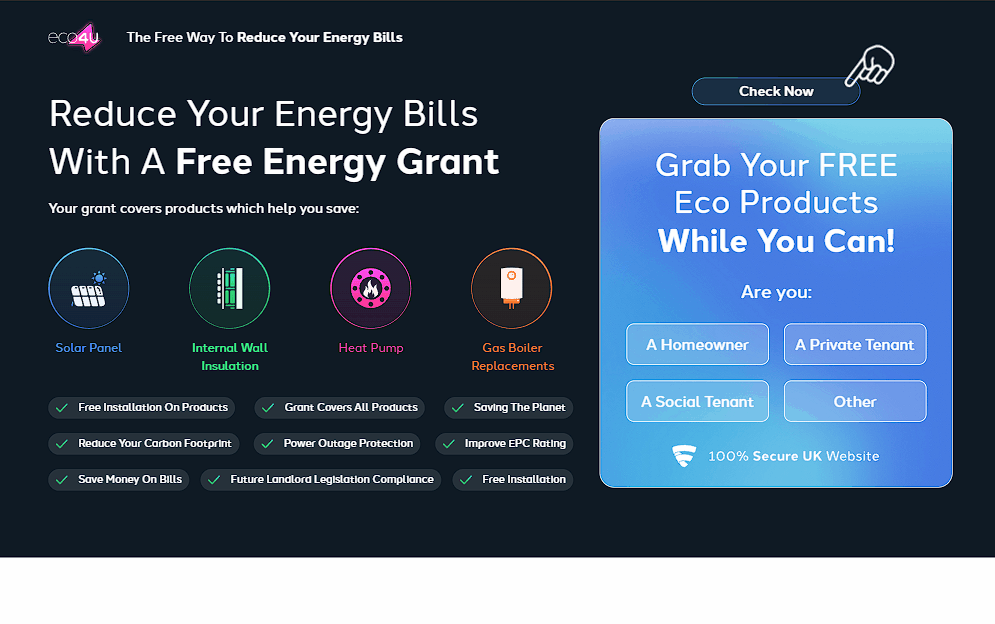 eco4u
The Free Way To Reduce Your Energy Bills
Reduce Your Energy Bills
With A Free Energy Grant
Your grant covers products which help you save:
Solar Panel
Internal Wall
Insulation
Heat Pump
Gas Boiler
Replacements
Free Installation On Products
Grant Covers All Products
Saving The Planet
Reduce Your Carbon Footprint
Power Outage Protection
Improve EPC Rating
Save Money On Bills
Future Landlord Legislation Compliance
Free Installation
Check Now
Grab Your FREE
Eco Products
While You Can!
Are you:
A Homeowner
A Private Tenant
A Social Tenant
Other
100% Secure UK Website